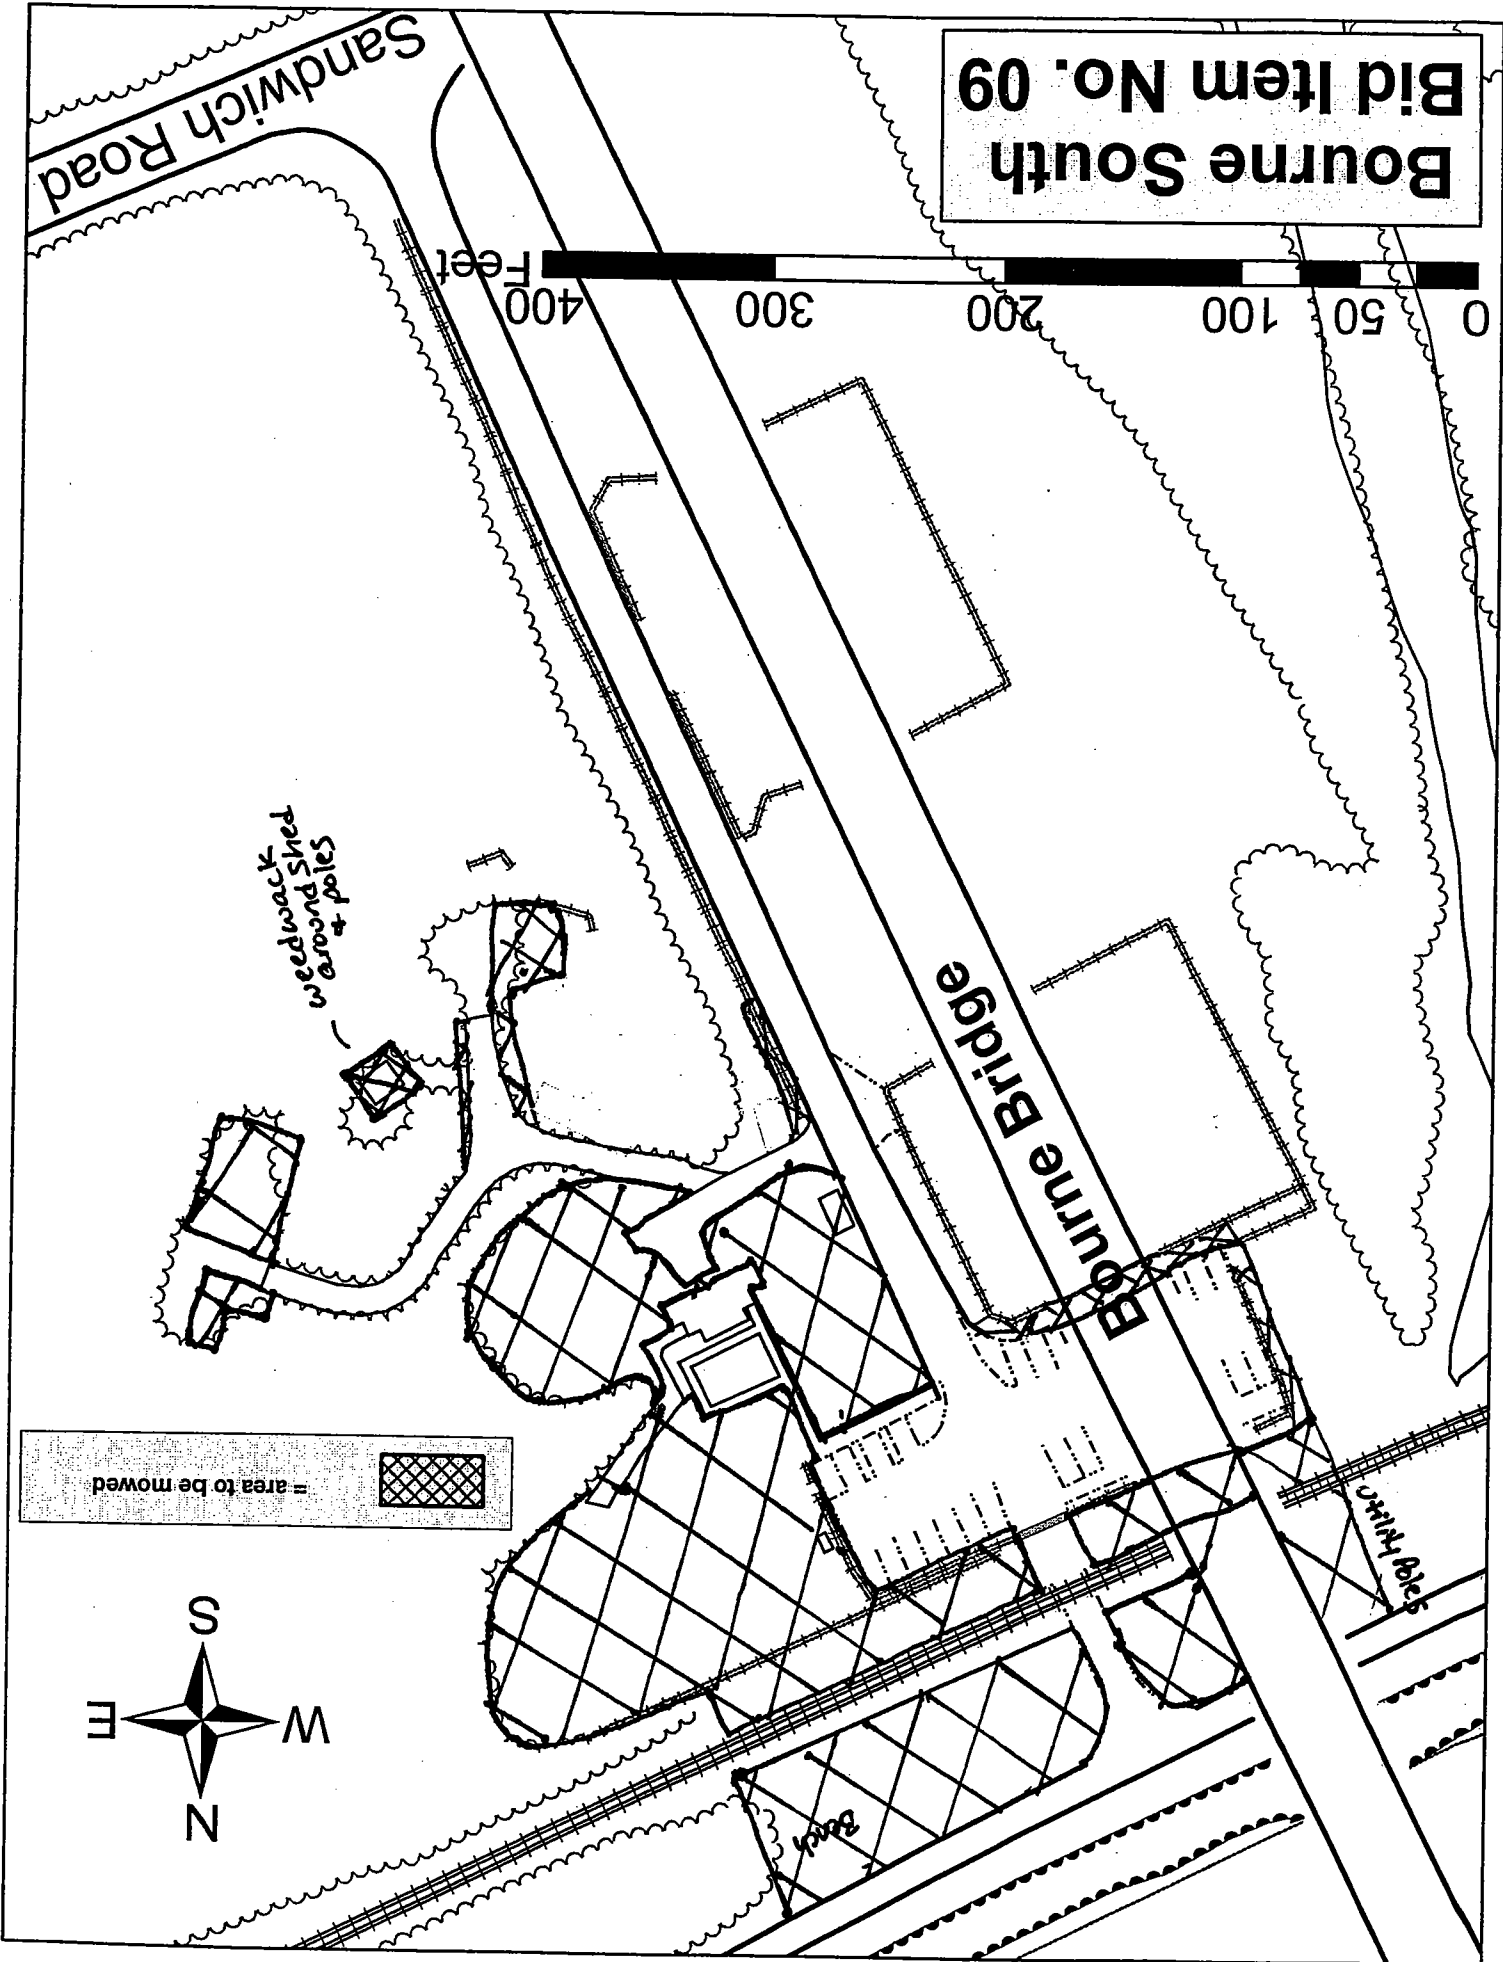 N
W
E
S
Bench
Utility Poles
= area to be mowed
Bourne Bridge
weedwack
around shed
+ poles
0 50 100 200 300 400
Feet
Bourne South
Bid Item No. 09
Sandwich Road